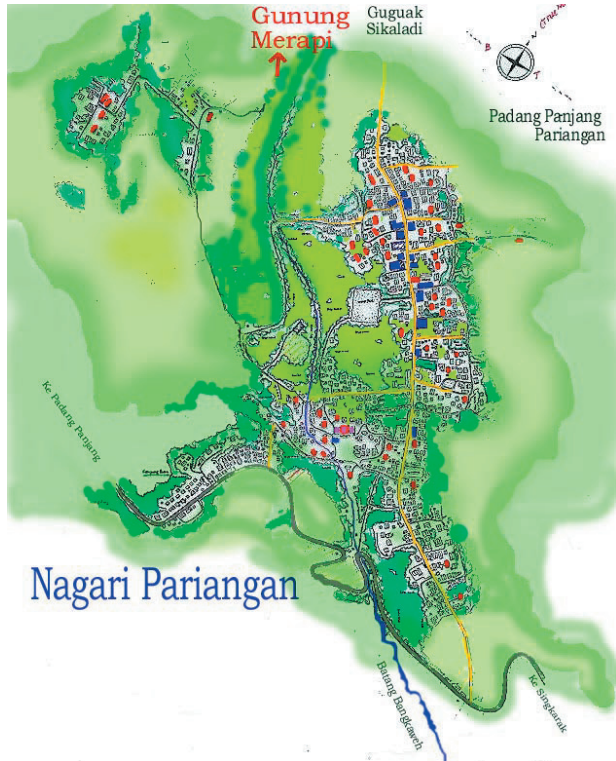 Gunung
Merapi
Guguak
Sikaladi
B
T
Padang Panjang
Pariangan
Ke Padang Panjang
Nagari Pariangan
Batang Bangkaweh
Ke Singkarak